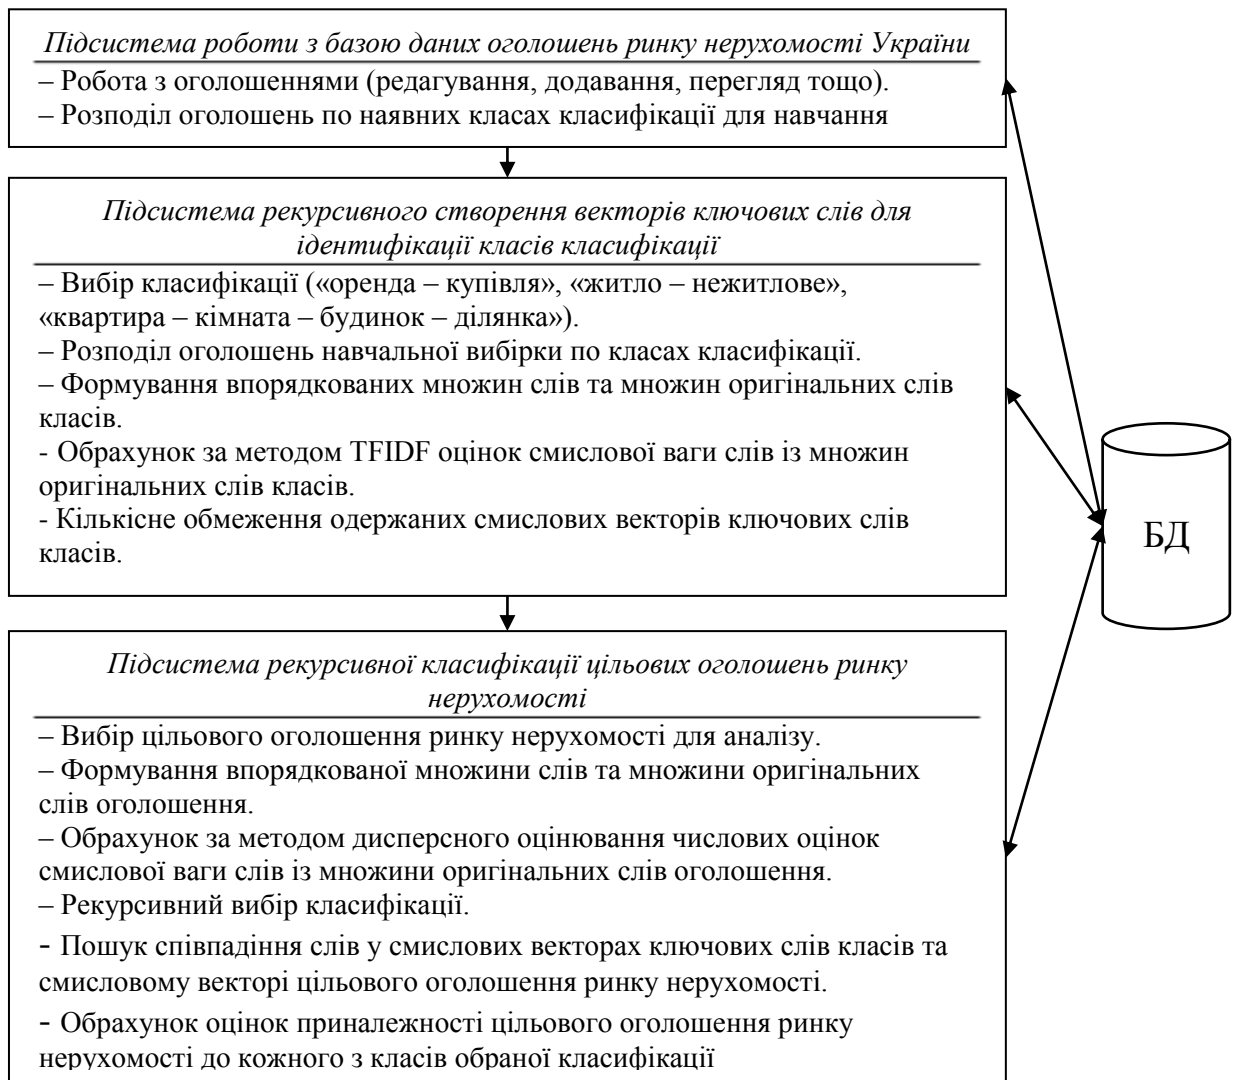 Підсистема роботи з базою даних оголошень ринку нерухомості України
– Робота з оголошеннями (редагування, додавання, перегляд тощо).
– Розподіл оголошень по наявних класах класифікації для навчання
Підсистема рекурсивного створення векторів ключових слів для
ідентифікації класів класифікації
– Вибір класифікації («оренда – купівля», «житло – нежитлове»,
«квартира – кімната – будинок – ділянка»).
– Розподіл оголошень навчальної вибірки по класах класифікації.
– Формування впорядкованих множин слів та множин оригінальних слів
класів.
- Обрахунок за методом TFIDF оцінок смислової ваги слів із множин
оригінальних слів класів.
- Кількісне обмеження одержаних смислових векторів ключових слів
класів.
БД
Підсистема рекурсивної класифікації цільових оголошень ринку
нерухомості
– Вибір цільового оголошення ринку нерухомості для аналізу.
– Формування впорядкованої множини слів та множини оригінальних
слів оголошення.
– Обрахунок за методом дисперсного оцінювання числових оцінок
смислової ваги слів із множини оригінальних слів оголошення.
– Рекурсивний вибір класифікації.
- Пошук співпадіння слів у смислових векторах ключових слів класів та
смисловому векторі цільового оголошення ринку нерухомості.
- Обрахунок оцінок приналежності цільового оголошення ринку
нерухомості до кожного з класів обраної класифікації